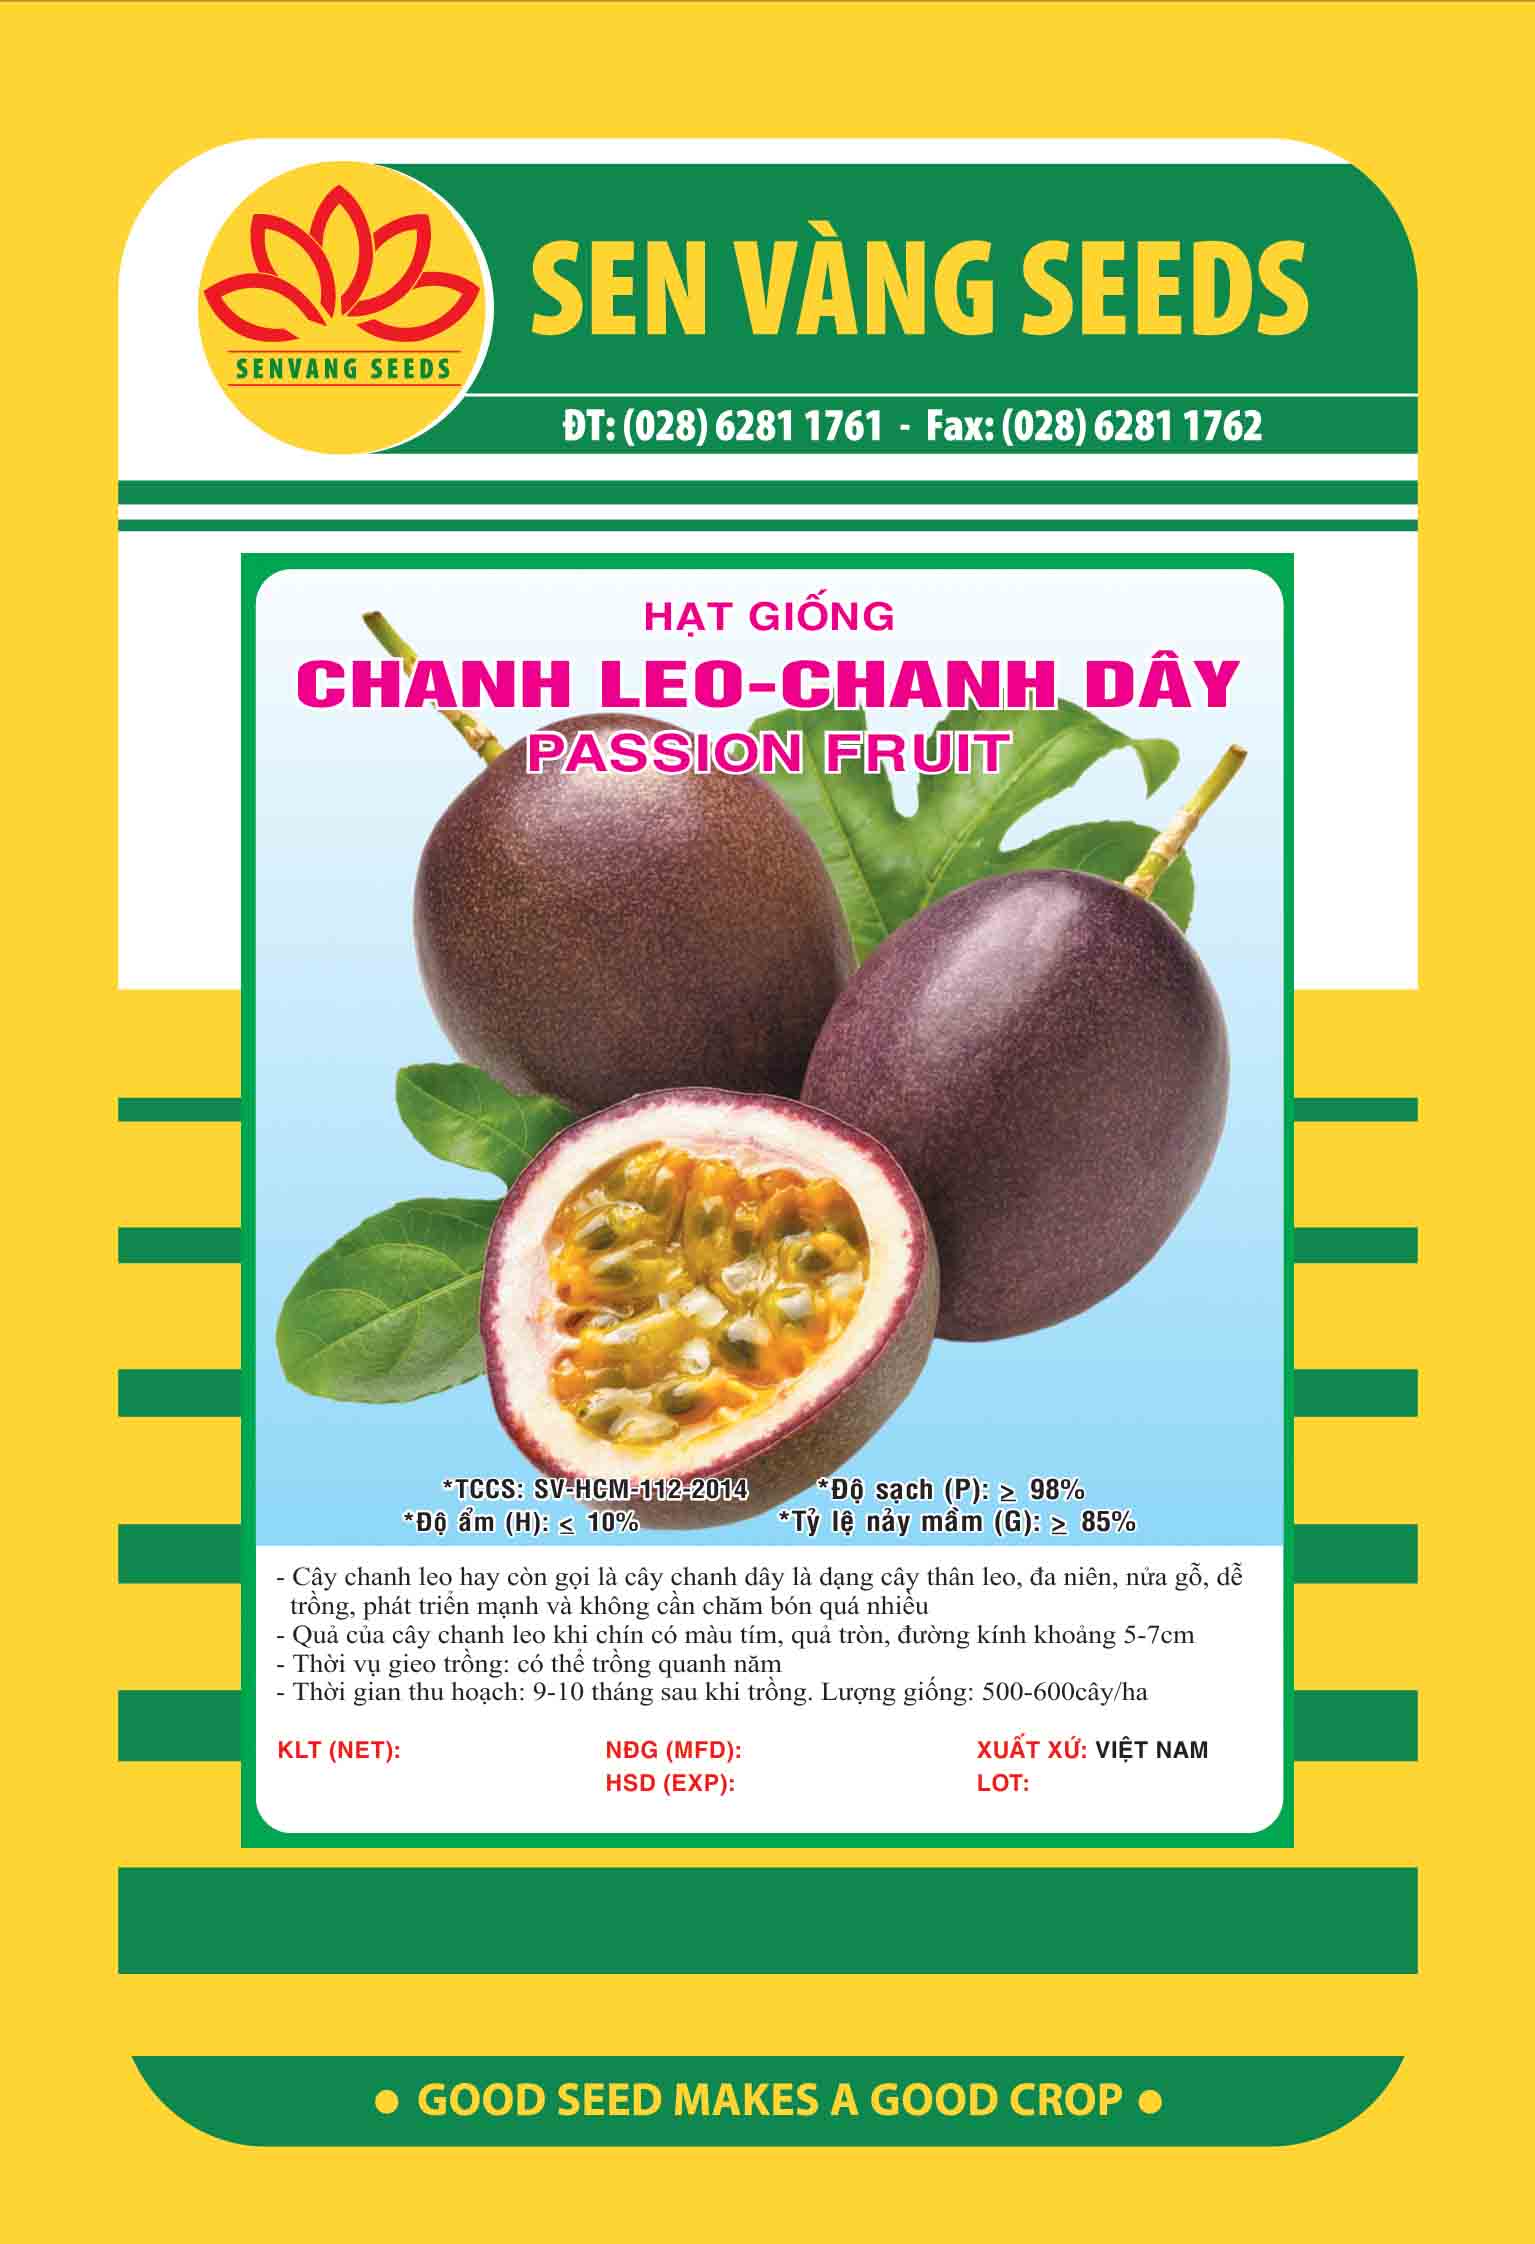 SENVANG SEEDS
SEN VÀNG SEEDS
ĐT: (028) 6281 1761 - Fax: (028) 6281 1762
HẠT GIỐNG
CHANH LEO-CHANH DÂY
PASSION FRUIT
*TCCS: SV-HCM-112-2014 *Độ sạch (P): ≥ 98%
*Độ ẩm (H): ≤ 10% *Tỷ lệ nảy mầm (G): ≥ 85%
- Cây chanh leo hay còn gọi là cây chanh dây là dạng cây thân leo, đa niên, nửa gỗ, dễ
trồng, phát triển mạnh và không cần chăm bón quá nhiều
- Quả của cây chanh leo khi chín có màu tím, quả tròn, đường kính khoảng 5-7cm
- Thời vụ gieo trồng: có thể trồng quanh năm
- Thời gian thu hoạch: 9-10 tháng sau khi trồng. Lượng giống: 500-600cây/ha
KLT (NET): NĐG (MFD): XUẤT XỨ: VIỆT NAM
HSD (EXP): LOT:
• GOOD SEED MAKES A GOOD CROP •